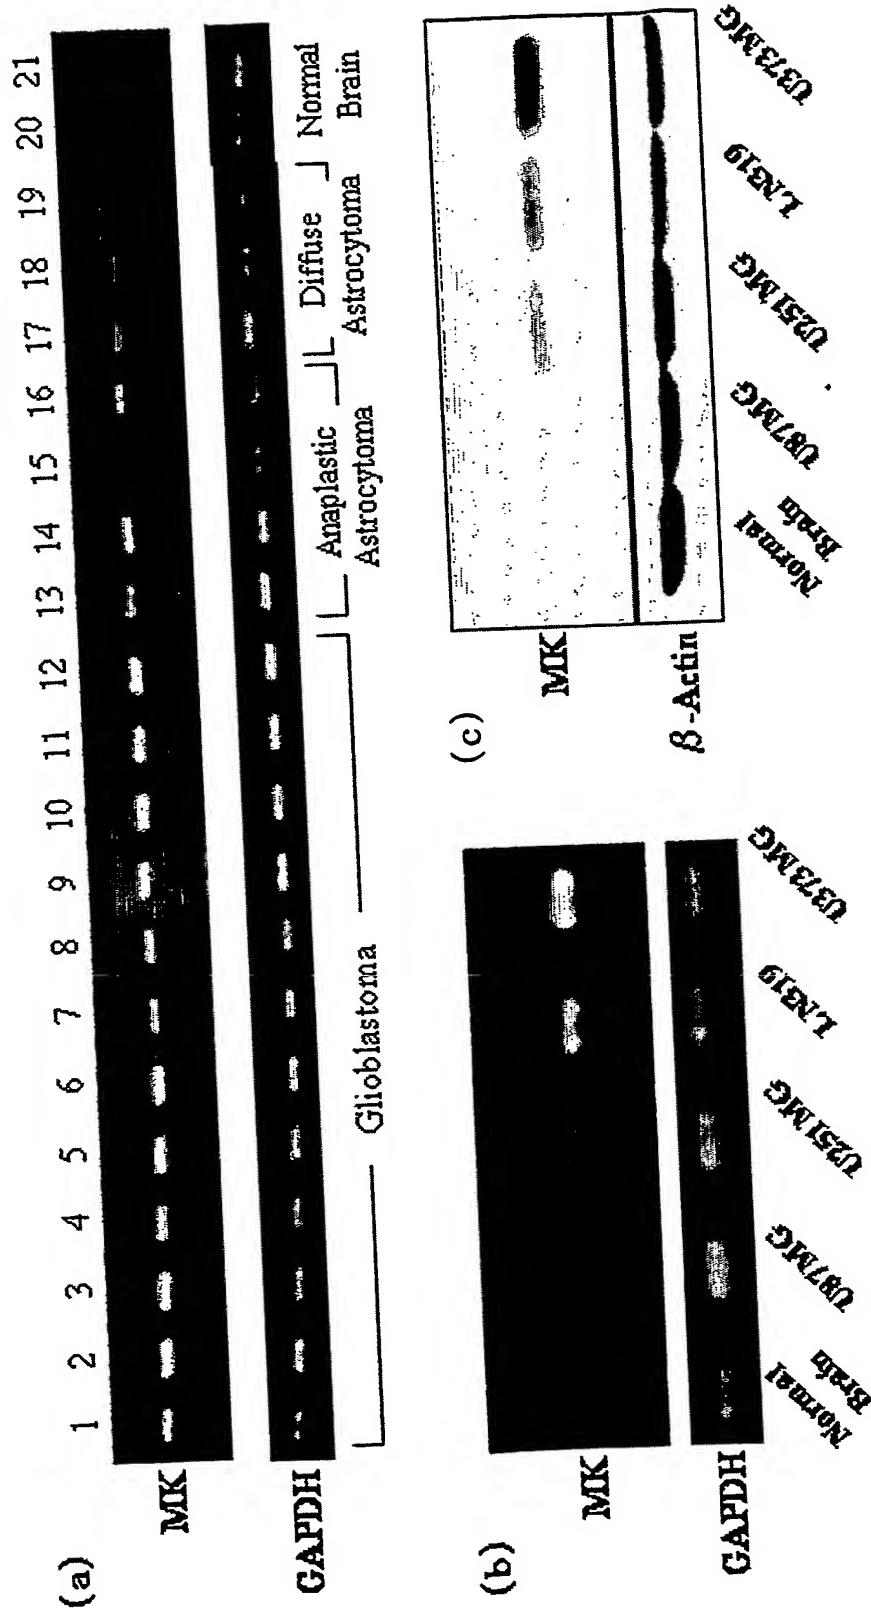 (a)
1 2 3 4 5 6 7 8 9 10 11 12 13 14 15 16 17 18 19 20 21
MK
GAPDH
Glioblastoma
Anaplastic
Astrocytoma
Diffuse
Astrocytoma
Normal
Brain
(b)
MK
GAPDH
Normal
Brain
U87MG
U251MG
LN319
U373MG
(c)
MK
β-Actin
Normal
Brain
U87MG
U251MG
LN319
U373MG